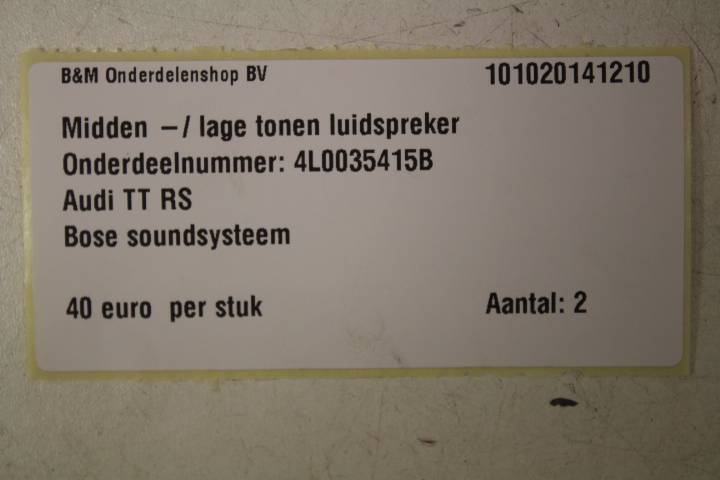 B&M Onderdelenshop BV 101020141210
Midden -/ lage tonen luidspreker
Onderdeelnummer: 4L0035415B
Audi TT RS
Bose soundsysteem
40 euro per stuk Aantal: 2